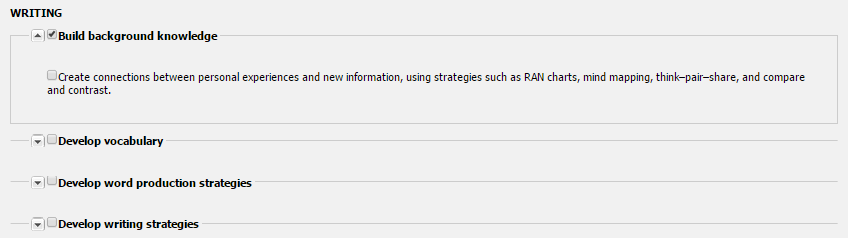 WRITING
Build background knowledge
Create connections between personal experiences and new information, using strategies such as RAN charts, mind mapping, think–pair–share, and compare
and contrast.
Develop vocabulary
Develop word production strategies
Develop writing strategies